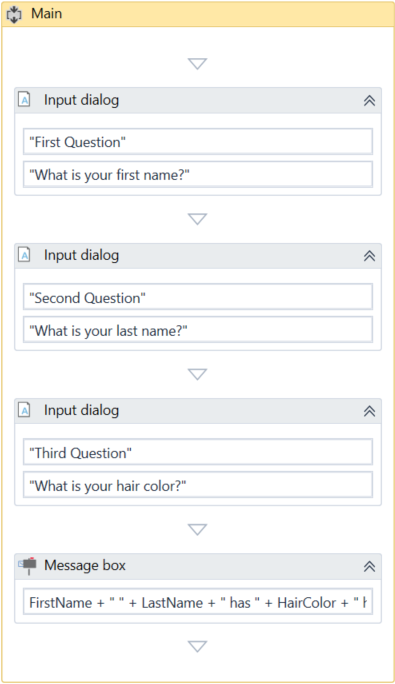 Main
Input dialog
"First Question"
"What is your first name?"
Input dialog
"Second Question"
"What is your last name?"
Input dialog
"Third Question"
"What is your hair color?"
Message box
FirstName + " " + LastName + " has " + HairColor + " h